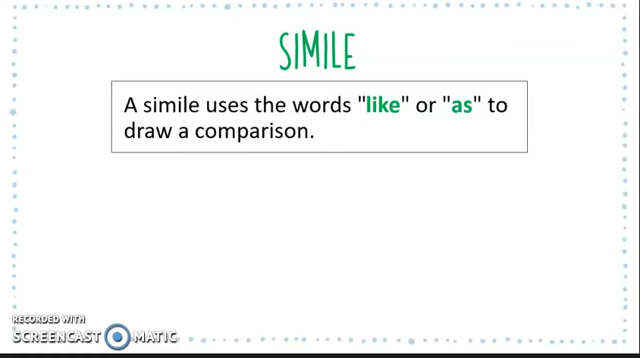 SIMILE
A simile uses the words "like" or "as" to
draw a comparison.
RECORDED WITH
SCREENCAST MATIC